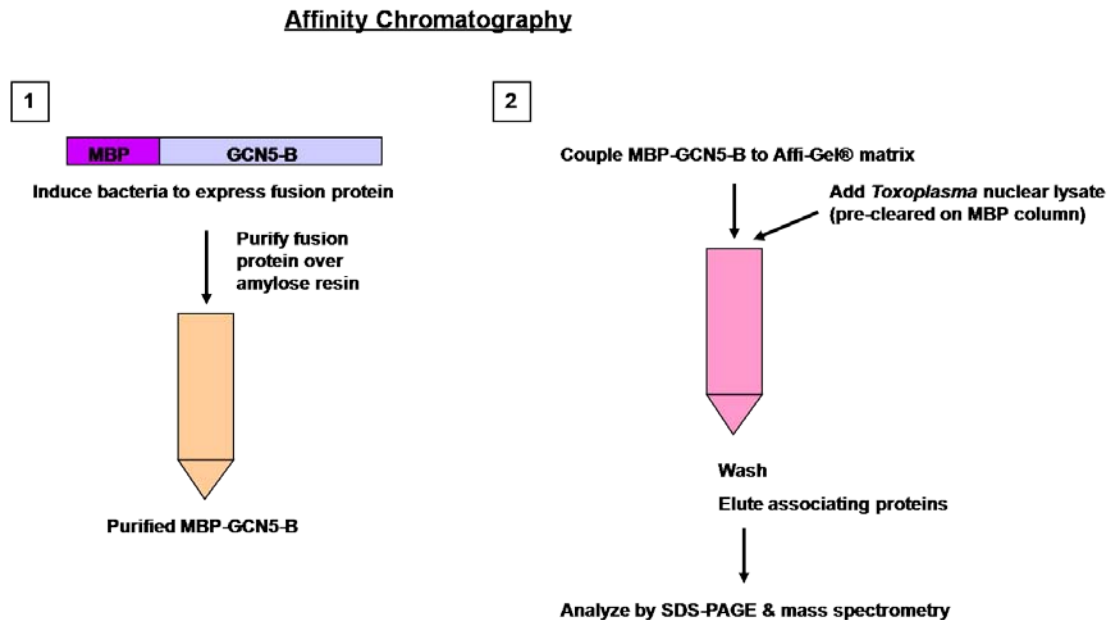 Affinity Chromatography
1
MBP GCN5-B
Induce bacteria to express fusion protein
Purify fusion
protein over
amylose resin
Purified MBP-GCN5-B
2
Couple MBP-GCN5-B to Affi-Gel® matrix
Add Toxoplasma nuclear lysate
(pre-cleared on MBP column)
Wash
Elute associating proteins
Analyze by SDS-PAGE & mass spectrometry